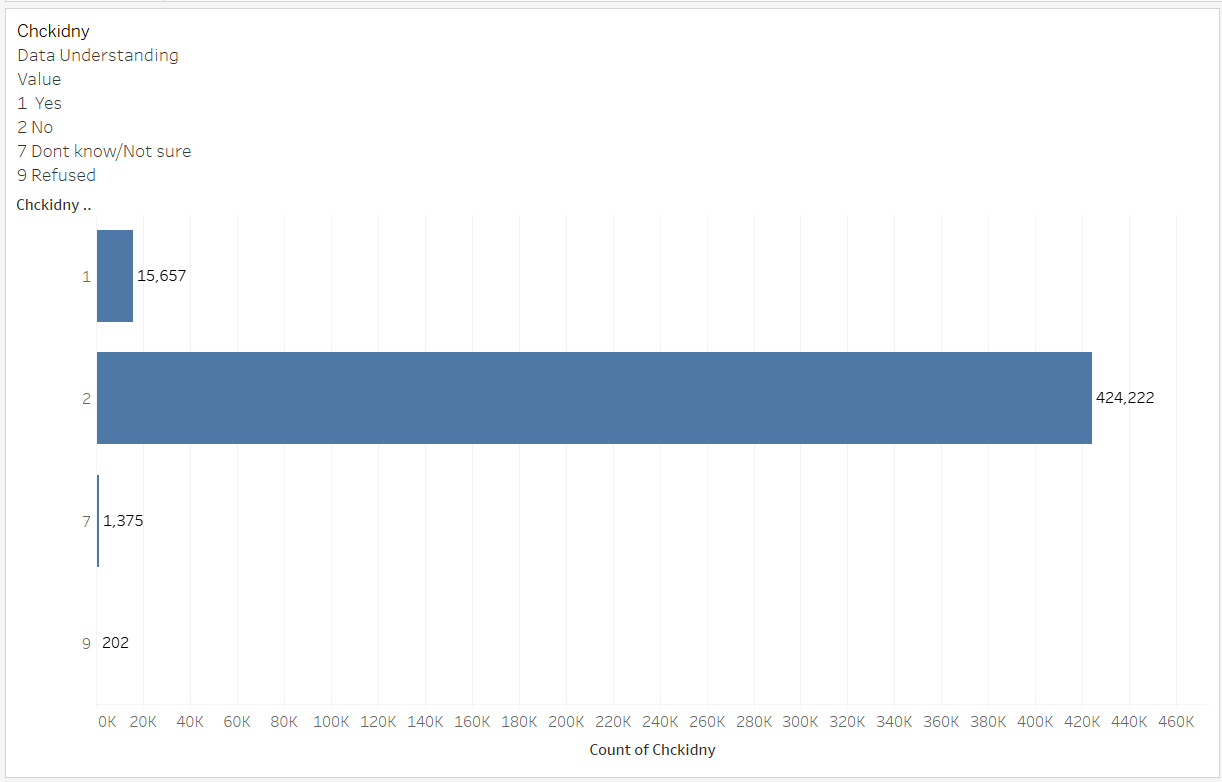 Chckidny
Data Understanding
Value
1 Yes
2 No
7 Dont know/Not sure
9 Refused
Chckidny ..
1 15,657
2 424,222
7 1,375
9 202
0K 20K 40K 60K 80K 100K 120K 140K 160K 180K 200K 220K 240K 260K 280K 300K 320K 340K 360K 380K 400K 420K 440K 460K
Count of Chckidny